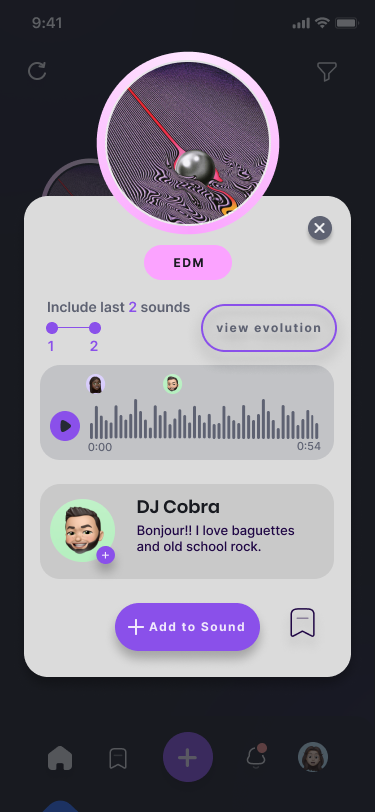 9:41
EDM
Include last 2 sounds
1 2
view evolution
0:00 0:54
DJ Cobra
Bonjour!! I love baguettes
and old school rock.
Add to Sound